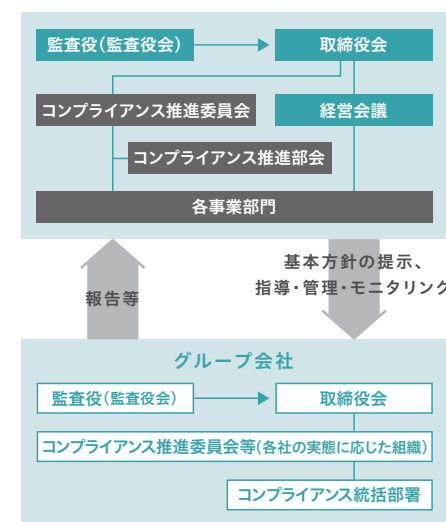 監査役（監査役会）
取締役会
コンプライアンス推進委員会
経営会議
コンプライアンス推進部会
各事業部門
報告等
基本方針の提示、
指導・管理・モニタリング
グループ会社
監査役（監査役会）
取締役会
コンプライアンス推進委員会等（各社の実態に応じた組織）
コンプライアンス統括部署